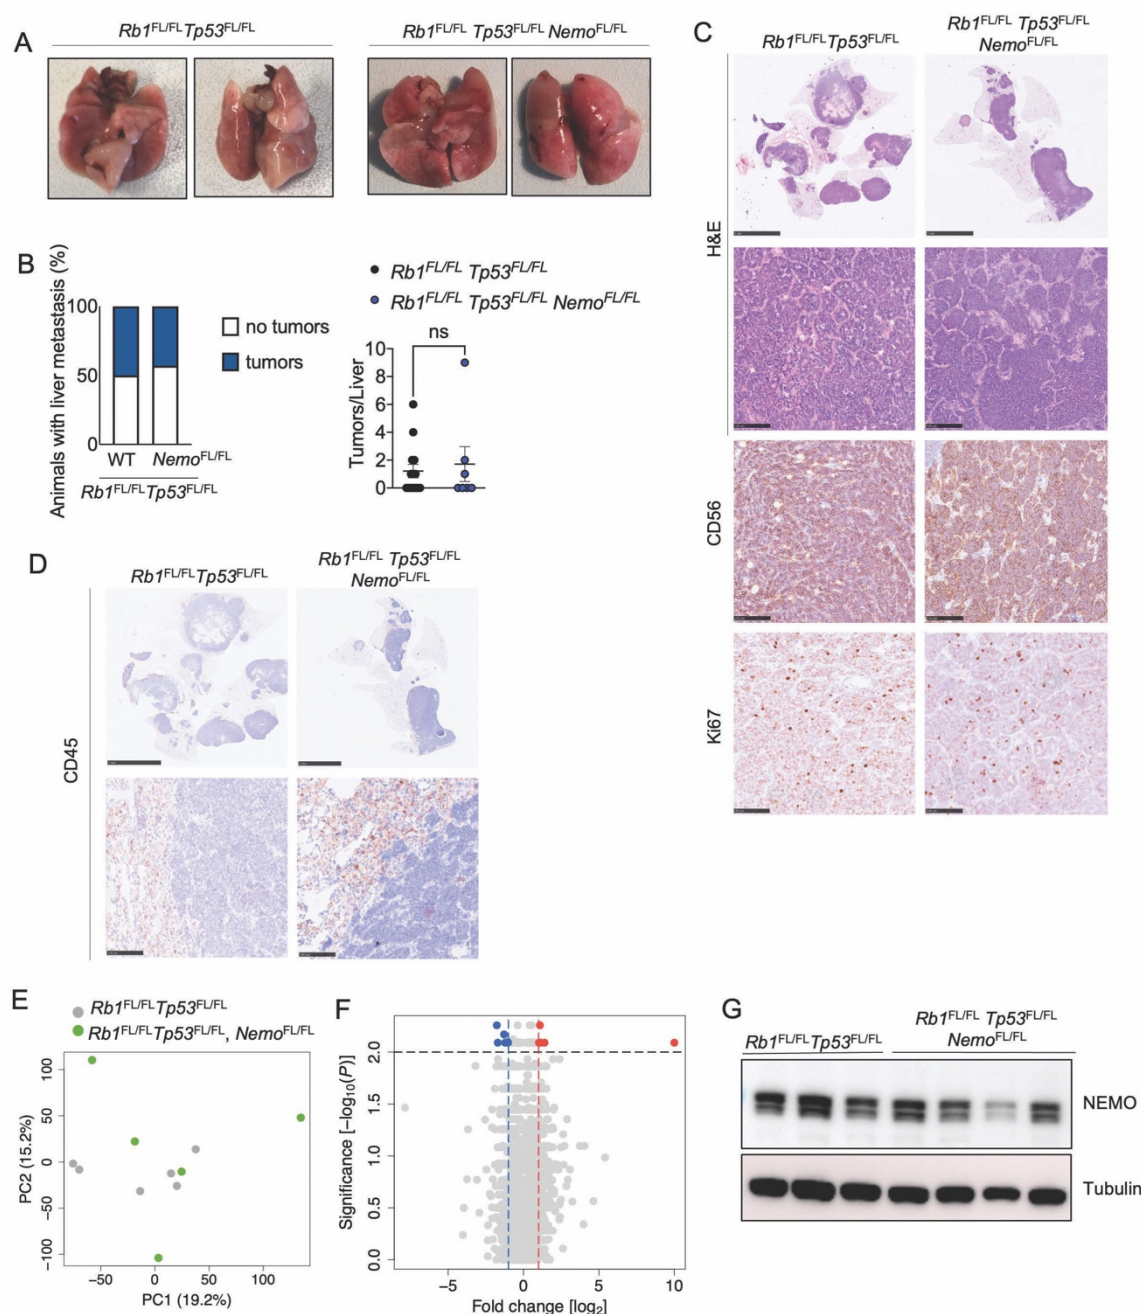 A
Rb1FL/FL Tp53FL/FL
Rb1FL/FL Tp53FL/FL NemoFL/FL
B
Animals with liver metastasis (%)
100
50
0
WT NemoFL/FL
Rb1FL/FL Tp53FL/FL
no tumors
tumors
Rb1FL/FL Tp53FL/FL
Rb1FL/FL Tp53FL/FL NemoFL/FL
ns
Tumors/Liver
10
8
6
4
2
0
C
Rb1FL/FL Tp53FL/FL
Rb1FL/FL Tp53FL/FL
NemoFL/FL
H&E
CD56
Ki67
D
Rb1FL/FL Tp53FL/FL
Rb1FL/FL Tp53FL/FL
NemoFL/FL
CD45
E
Rb1FL/FL Tp53FL/FL
Rb1FL/FL Tp53FL/FL, NemoFL/FL
PC2 (15.2%)
100
50
0
−50
−100
−50 0 50 100
PC1 (19.2%)
F
Significance [−log10(P)]
2.0
1.5
1.0
0.5
0.0
−5 0 5 10
Fold change [log2]
G
Rb1FL/FL Tp53FL/FL
Rb1FL/FL Tp53FL/FL
NemoFL/FL
NEMO
Tubulin